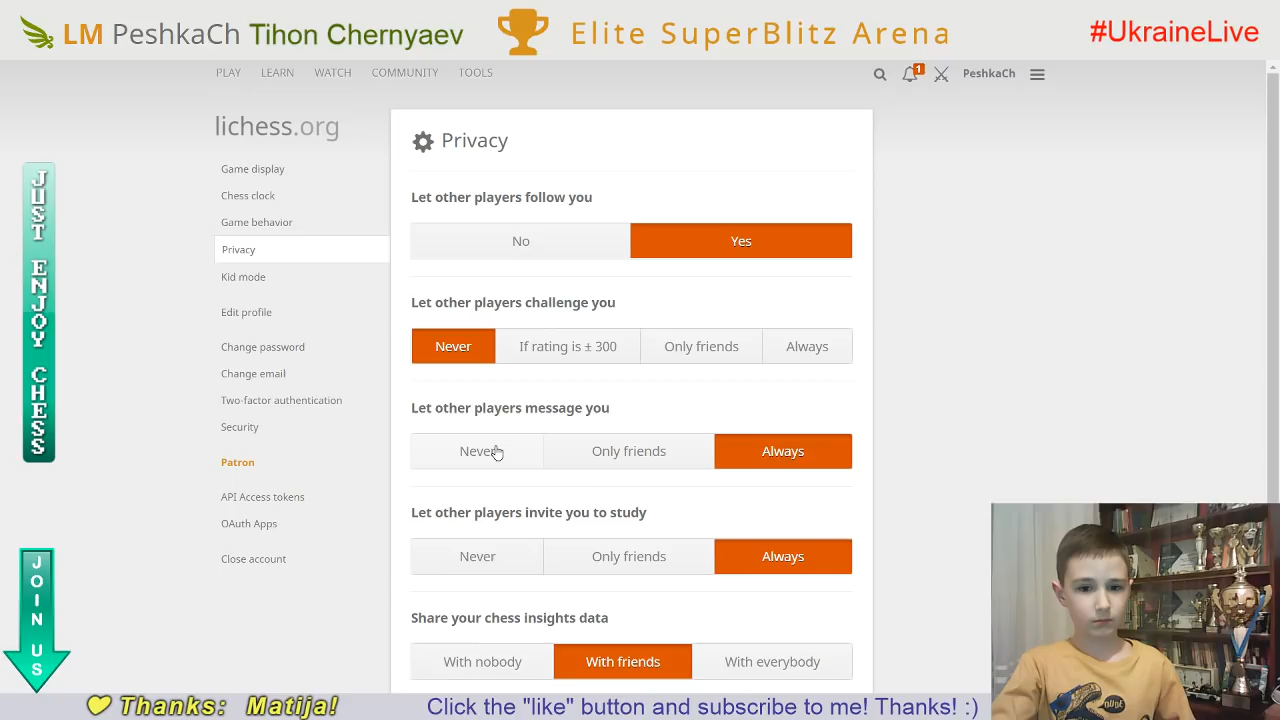 LM PeshkaCh Tihon Chernyaev
Elite SuperBlitz Arena
#UkraineLive
PLAY LEARN WATCH COMMUNITY TOOLS
1 PeshkaCh
lichess.org
Game display
Chess clock
Game behavior
Privacy
Kid mode
Edit profile
Change password
Change email
Two-factor authentication
Security
Patron
API Access tokens
OAuth Apps
Close account
Privacy
Let other players follow you
No Yes
Let other players challenge you
Never If rating is ± 300 Only friends Always
Let other players message you
Never Only friends Always
Let other players invite you to study
Never Only friends Always
Share your chess insights data
With nobody With friends With everybody
JUST ENJOY CHESS
JOIN US
DUDE
Thanks: Matija!
Click the "like" button and subscribe to me! Thanks! :)